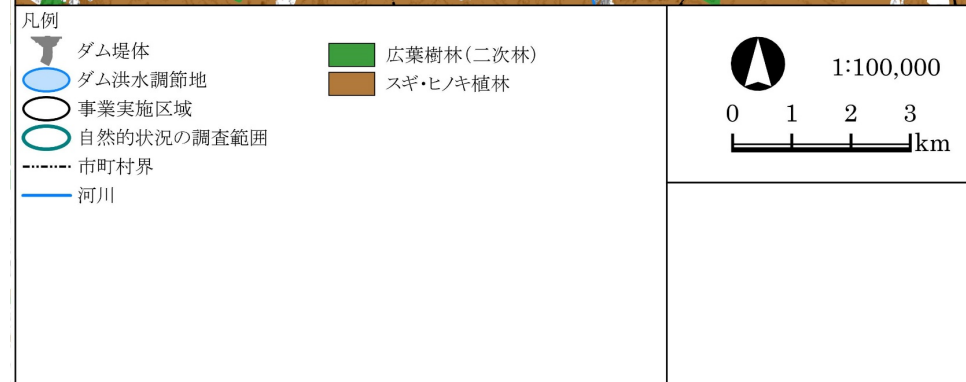 凡例
ダム堤体
ダム洪水調節地
事業実施区域
自然的状況の調査範囲
市町村界
河川
広葉樹林(二次林)
スギ・ヒノキ植林
1:100,000
0 1 2 3
km